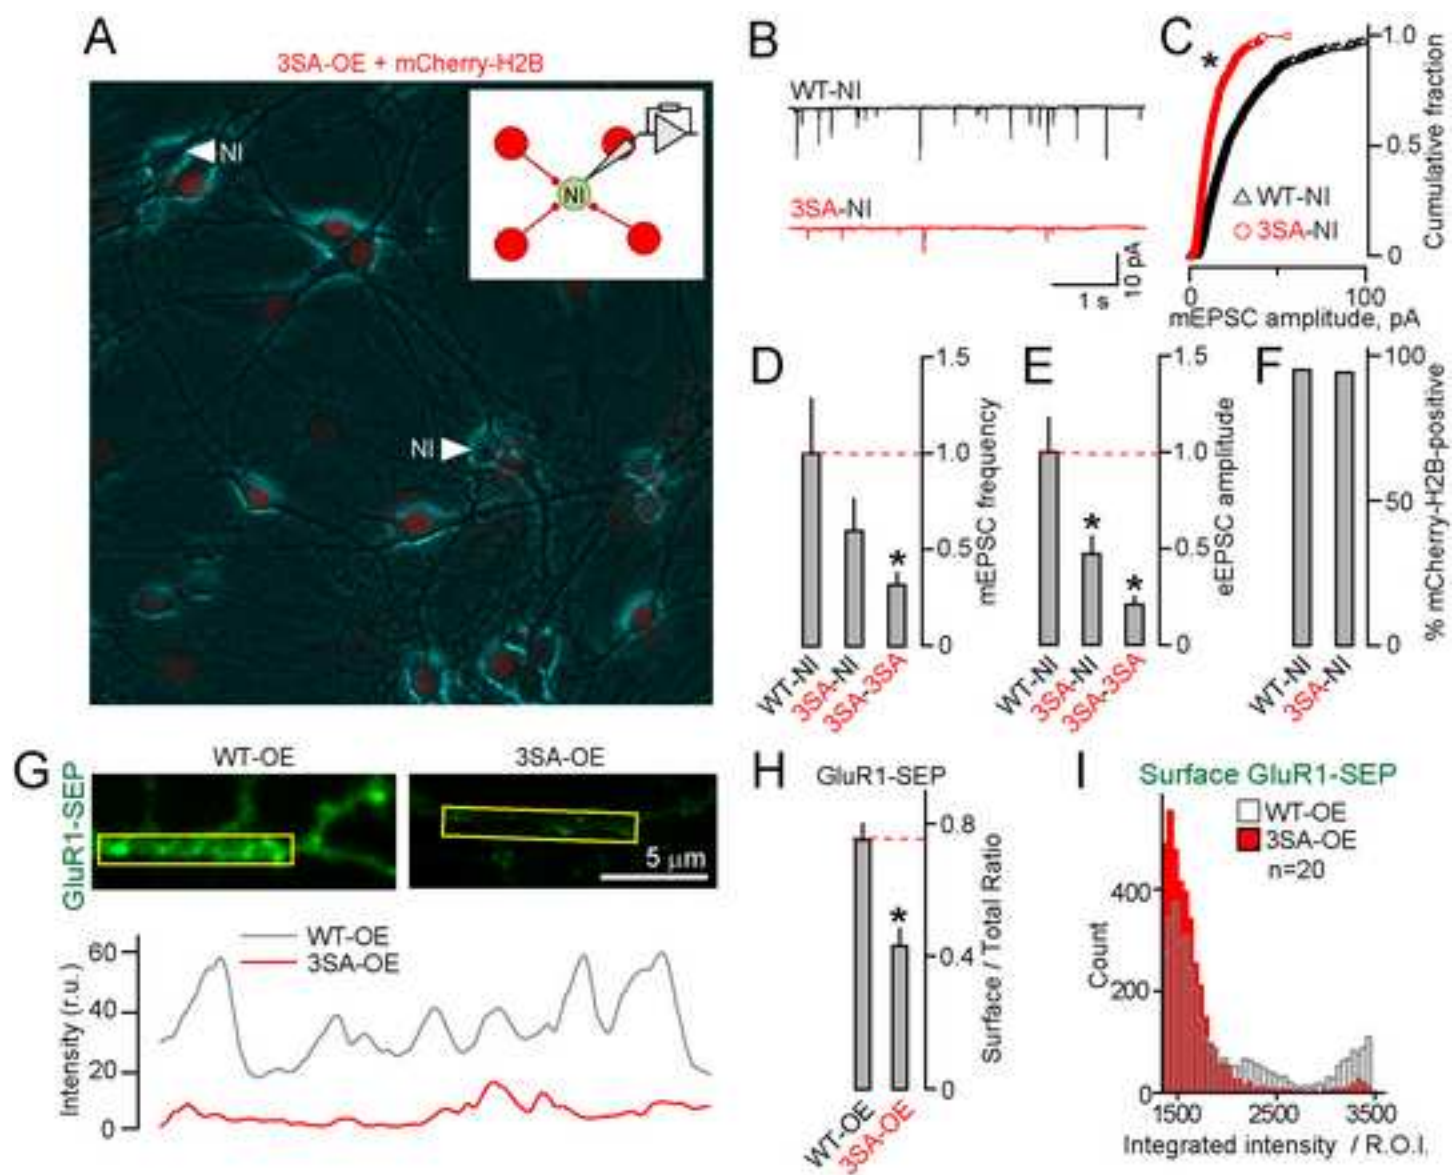 A
3SA-OE + mCherry-H2B
NI
NI
NI
B
WT-NI
3SA-NI
1 s
10 pA
C
*
1.0
0.5
0
Cumulative fraction
△ WT-NI
○ 3SA-NI
0
100
mEPSC amplitude, pA
D
1.5
1.0
0.5
0
mEPSC frequency
*
WT-NI
3SA-NI
3SA-3SA
E
1.5
1.0
0.5
0
eEPSC amplitude
*
*
WT-NI
3SA-NI
3SA-3SA
F
100
50
0
% mCherry-H2B-positive
WT-NI
3SA-NI
G
GluR1-SEP
WT-OE
3SA-OE
5 μm
Intensity (r.u.)
60
40
20
0
WT-OE
3SA-OE
H
GluR1-SEP
0.8
0.4
0
Surface / Total Ratio
*
WT-OE
3SA-OE
I
Surface GluR1-SEP
WT-OE
3SA-OE
n=20
Count
400
200
0
1500
2500
3500
Integrated intensity / R.O.I.